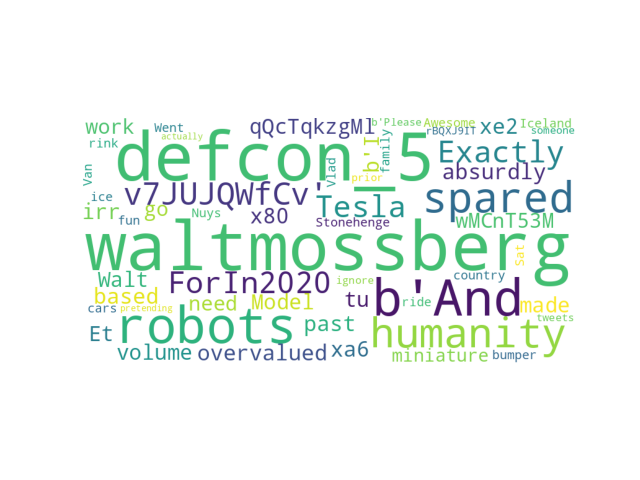 work
Went
qQcTqkzgMl
b'Please
Awesome
xe2
Iceland
rink
actually
defcon_5
b'I
family
rBQXJ9IT
someone
Exactly
Van
Vlad
absurdly
prior
ice
v7JUJQWfCv'
Tesla
spared
irr
go
fun
Nuys
x80
Stonehenge
wMCnT53M
waltmossberg
Sat
Walt
ForIn2020
ignore
country
b'And
based
need
Model
tu
ride
made
cars
pretending
robots
past
humanity
tweets
Et
volume
overvalued
xa6
miniature
bumper